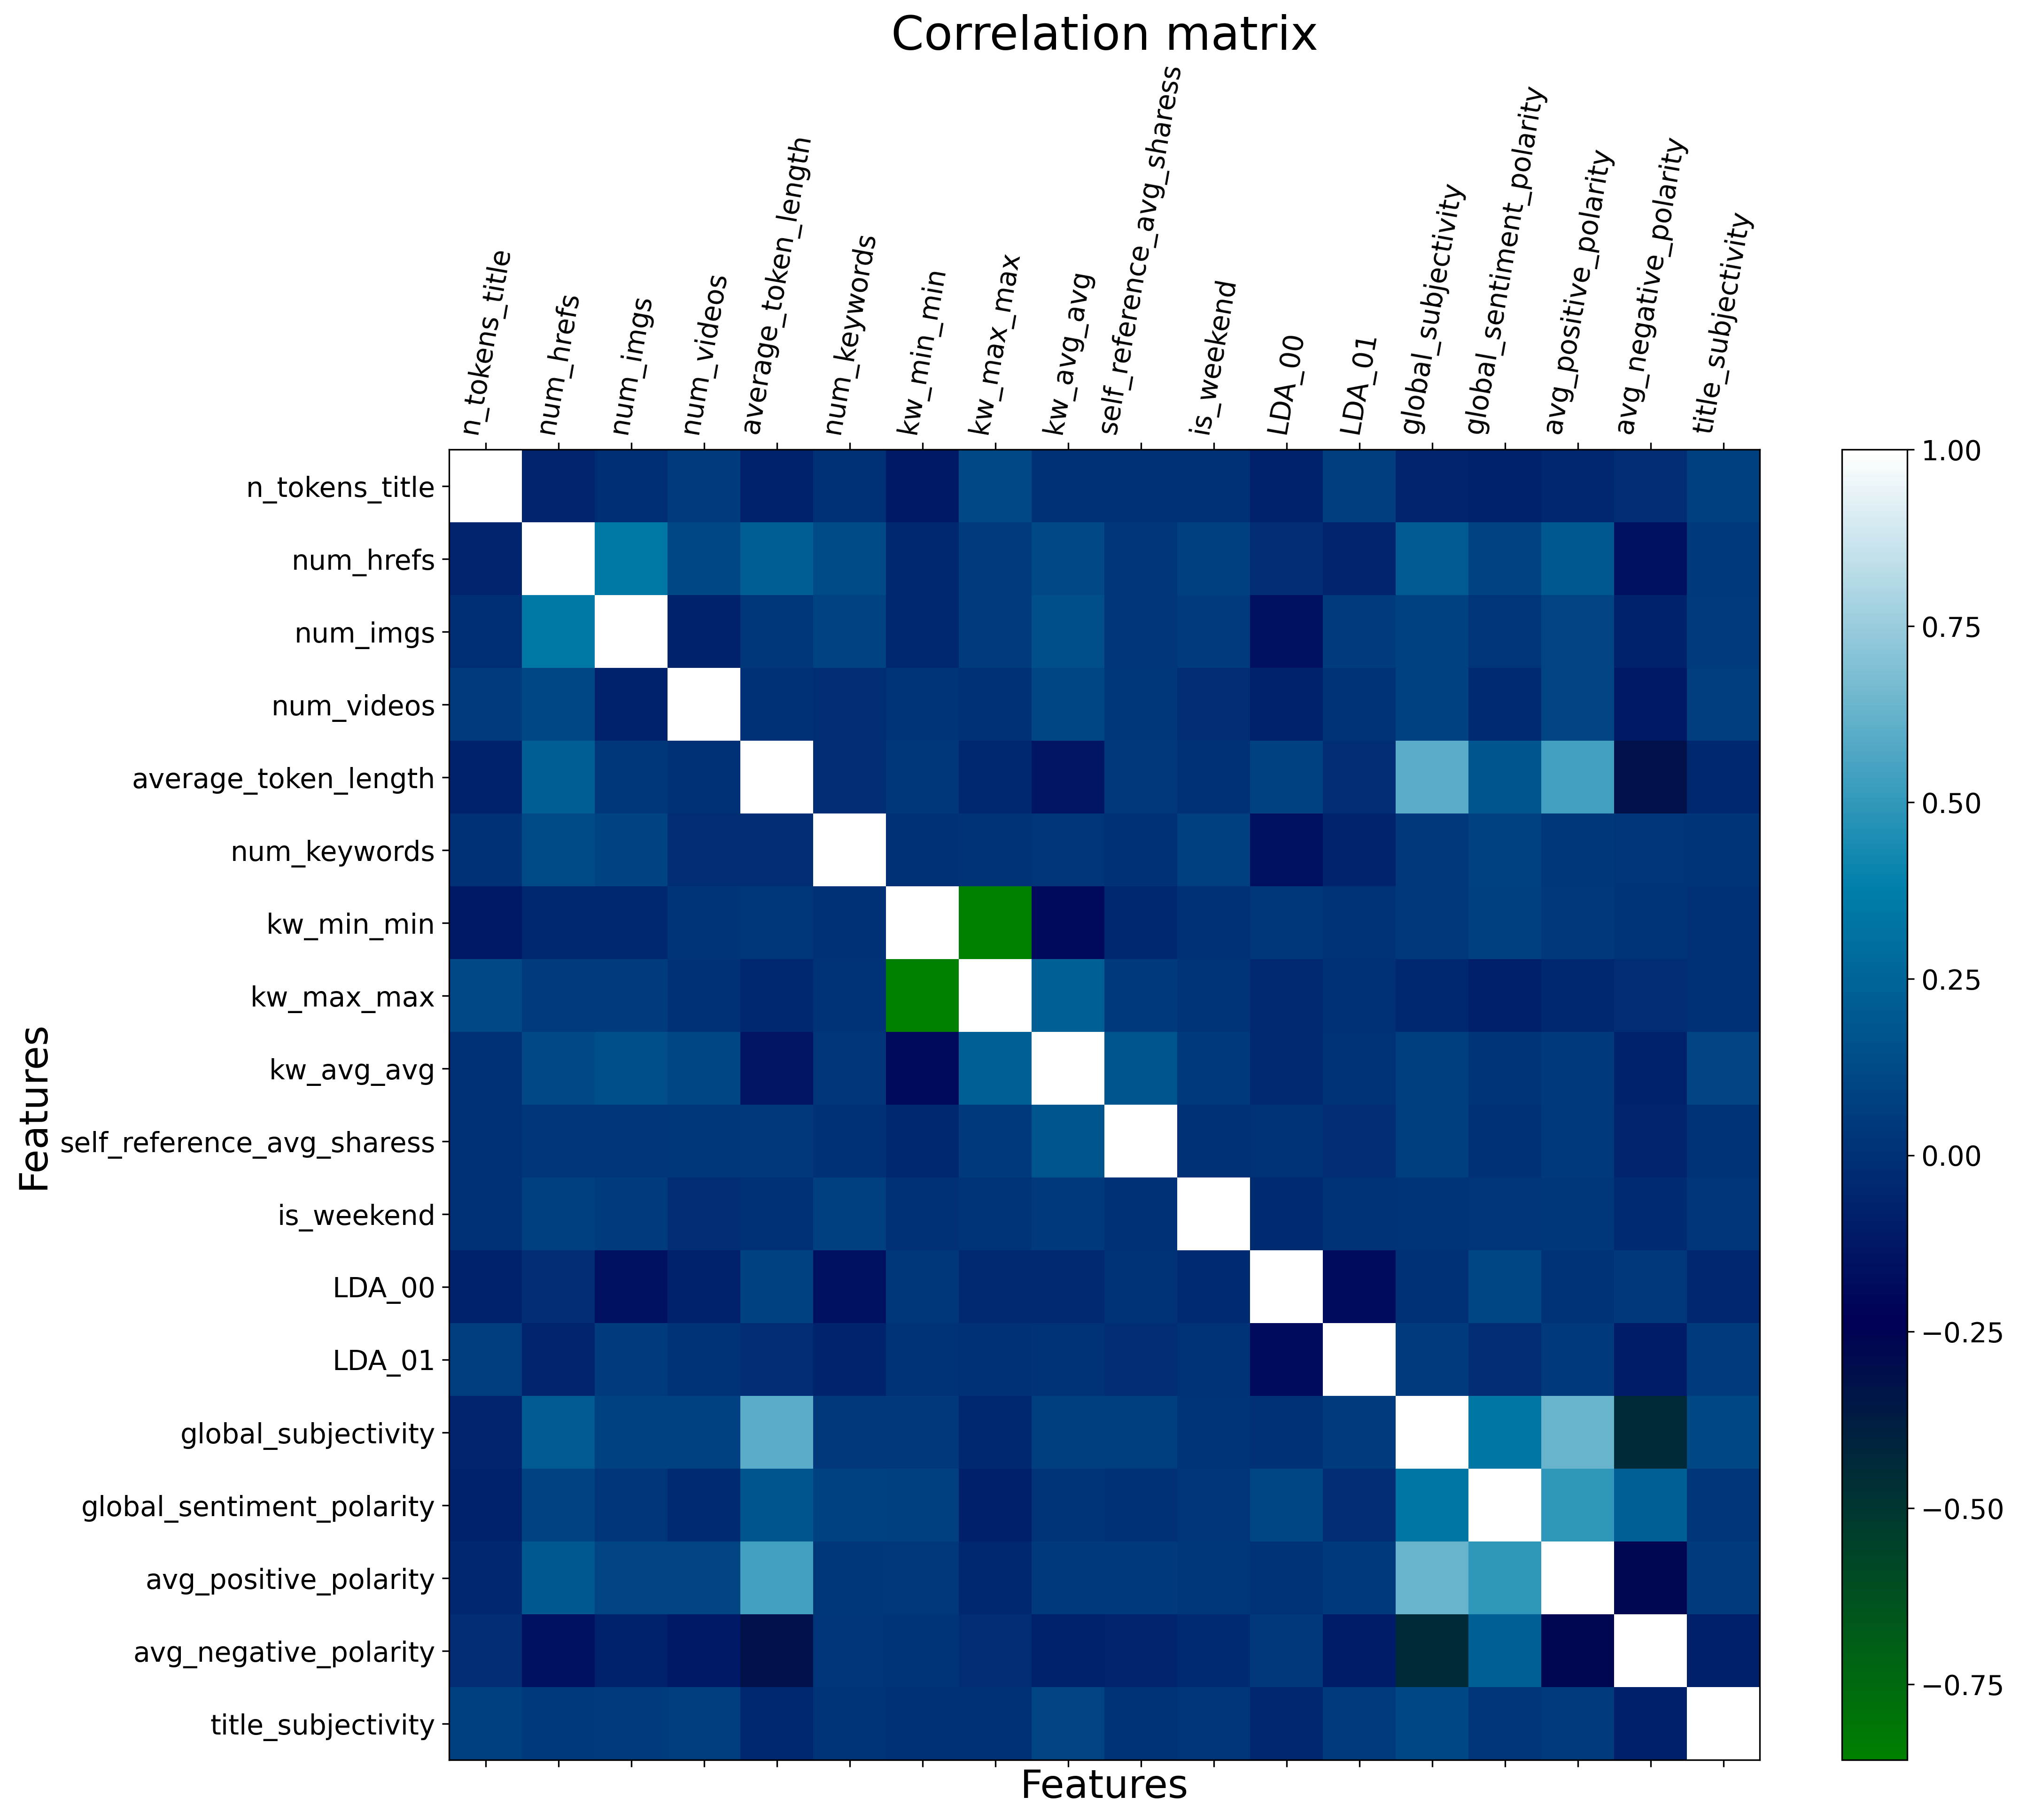 Correlation matrix
n_tokens_title
num_hrefs
num_imgs
num_videos
average_token_length
num_keywords
kw_min_min
kw_max_max
kw_avg_avg
self_reference_avg_sharess
is_weekend
LDA_00
LDA_01
global_subjectivity
global_sentiment_polarity
avg_positive_polarity
avg_negative_polarity
title_subjectivity
Features
n_tokens_title
num_hrefs
num_imgs
num_videos
average_token_length
num_keywords
kw_min_min
kw_max_max
kw_avg_avg
self_reference_avg_sharess
is_weekend
LDA_00
LDA_01
global_subjectivity
global_sentiment_polarity
avg_positive_polarity
avg_negative_polarity
title_subjectivity
Features
1.00
0.75
0.50
0.25
0.00
−0.25
−0.50
−0.75